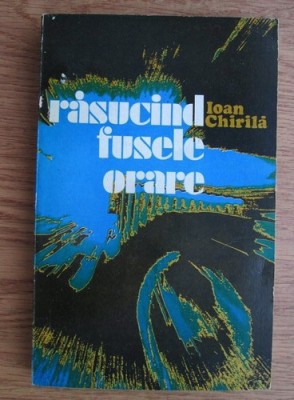 răsucind
fusele
orare
Ioan
Chirilă